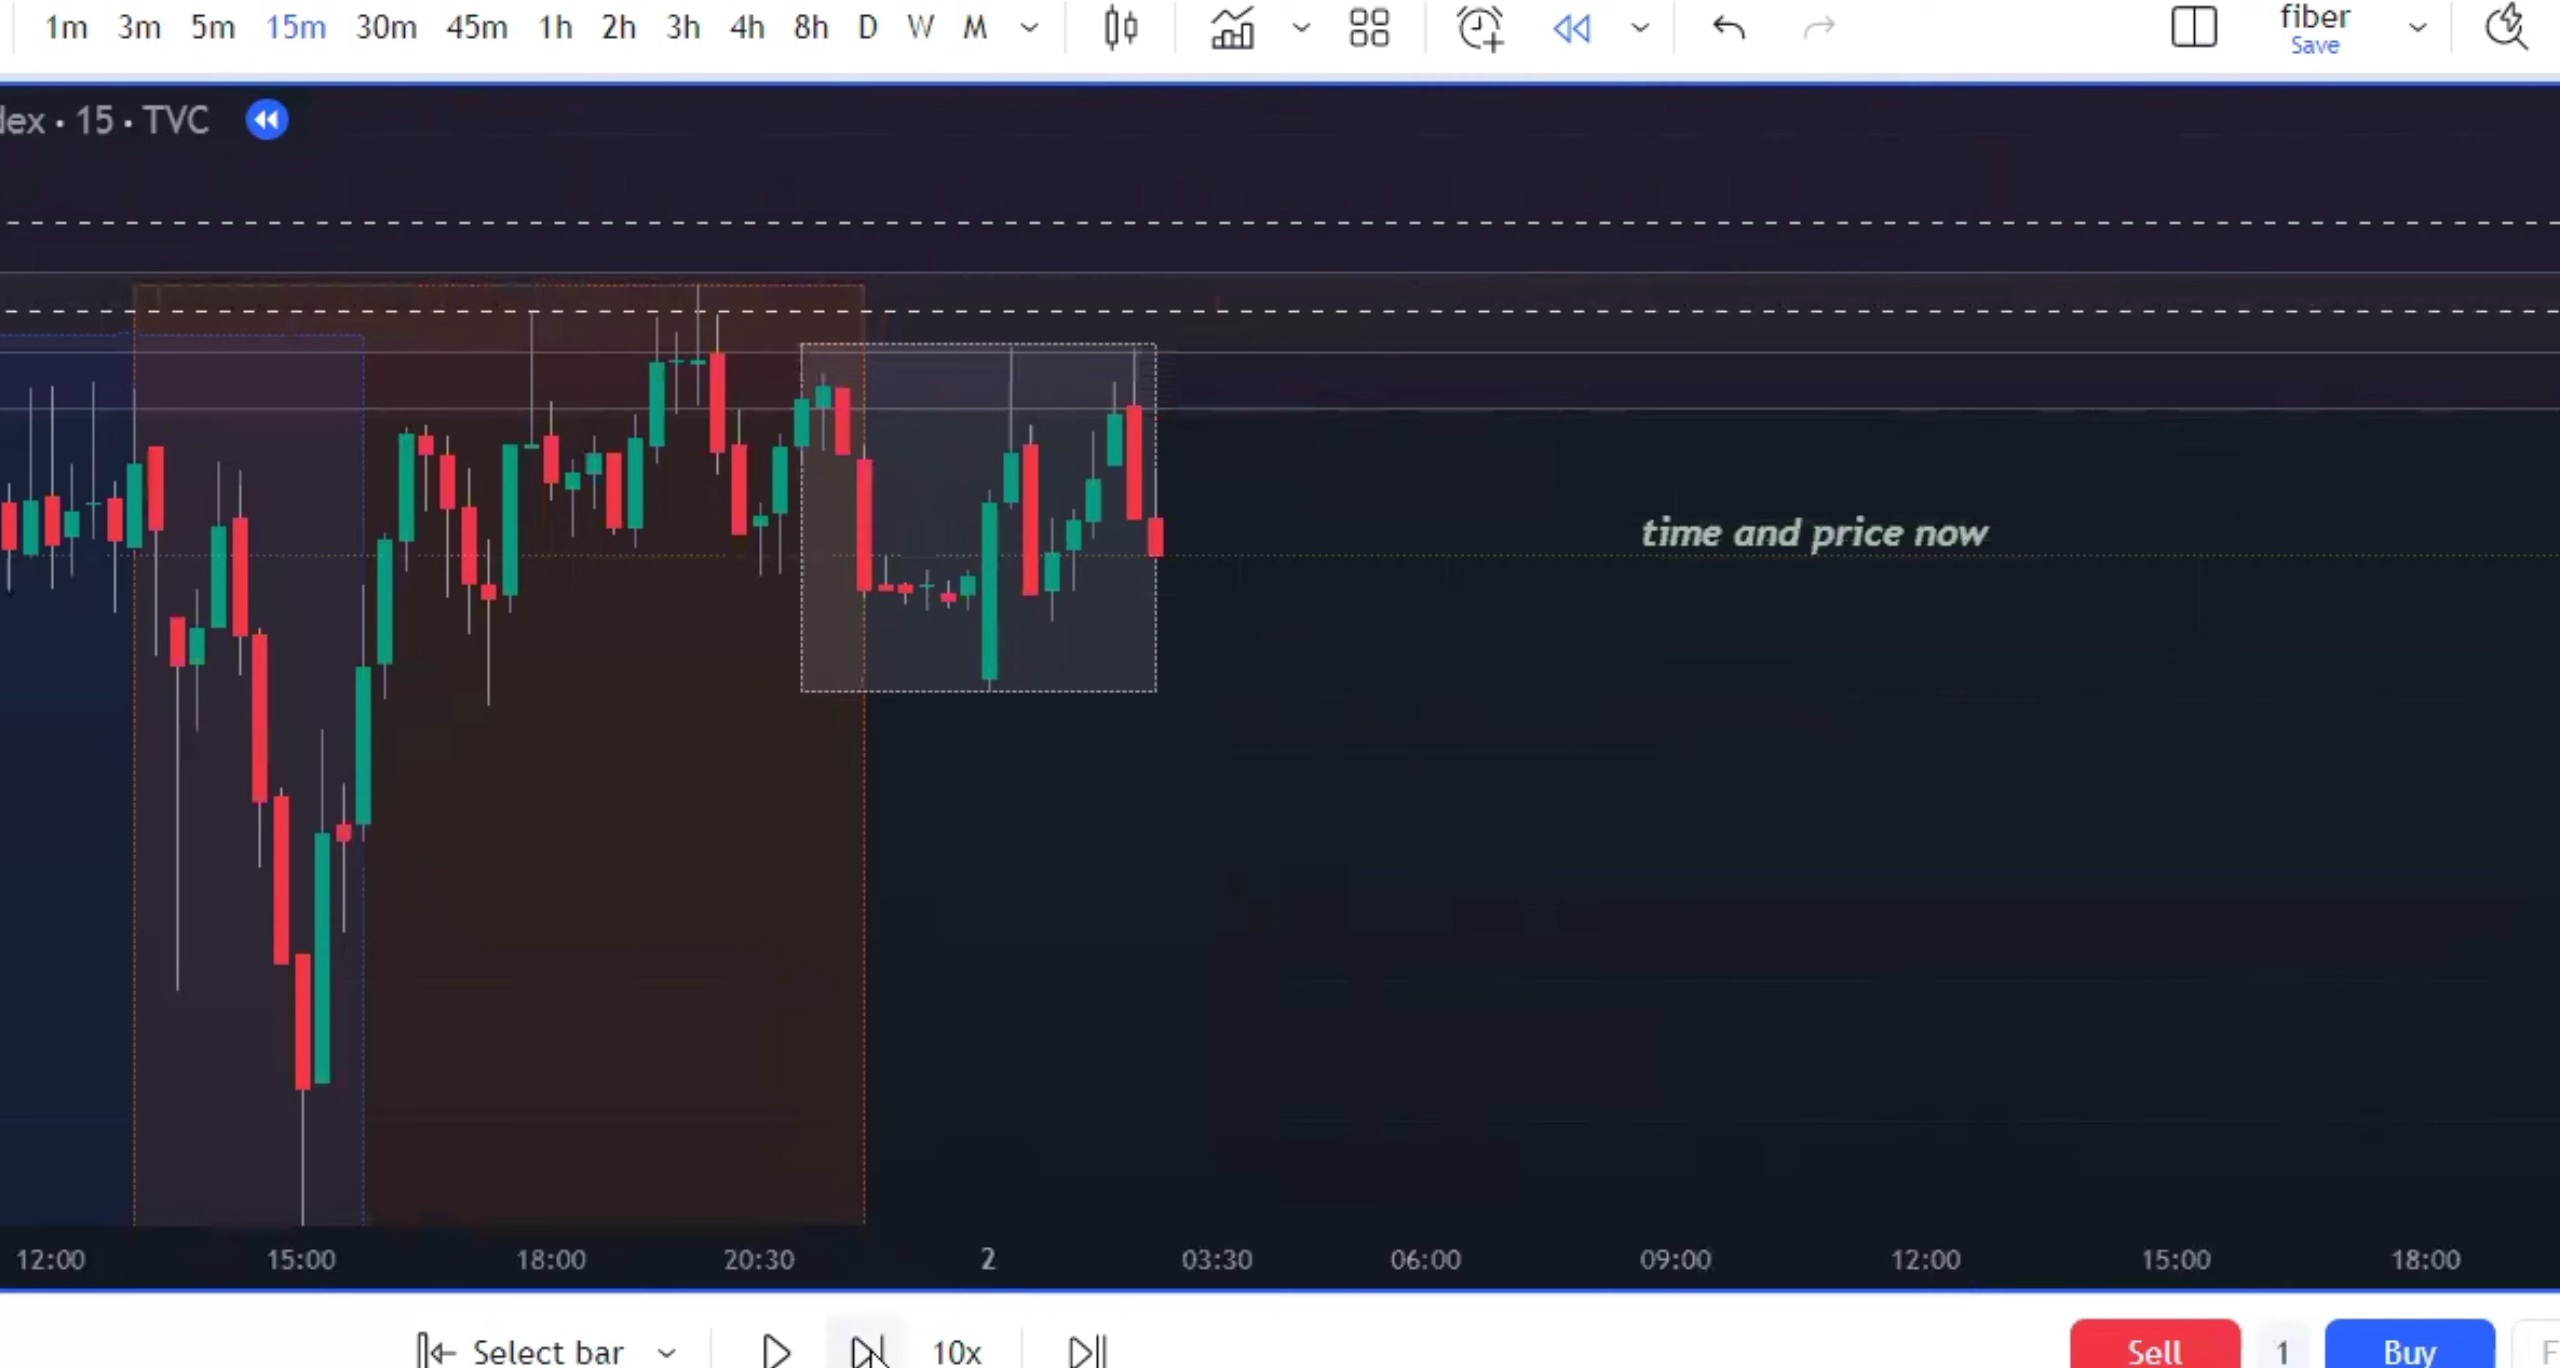 1m 3m 5m 15m 30m 45m 1h 2h 3h 4h 8h D W M fiber
Save
dex · 15 · TVC
time and price now
12:00 15:00 18:00 20:30 2 03:30 06:00 09:00 12:00 15:00 18:00
Select bar 10x Sell 1 Buy F